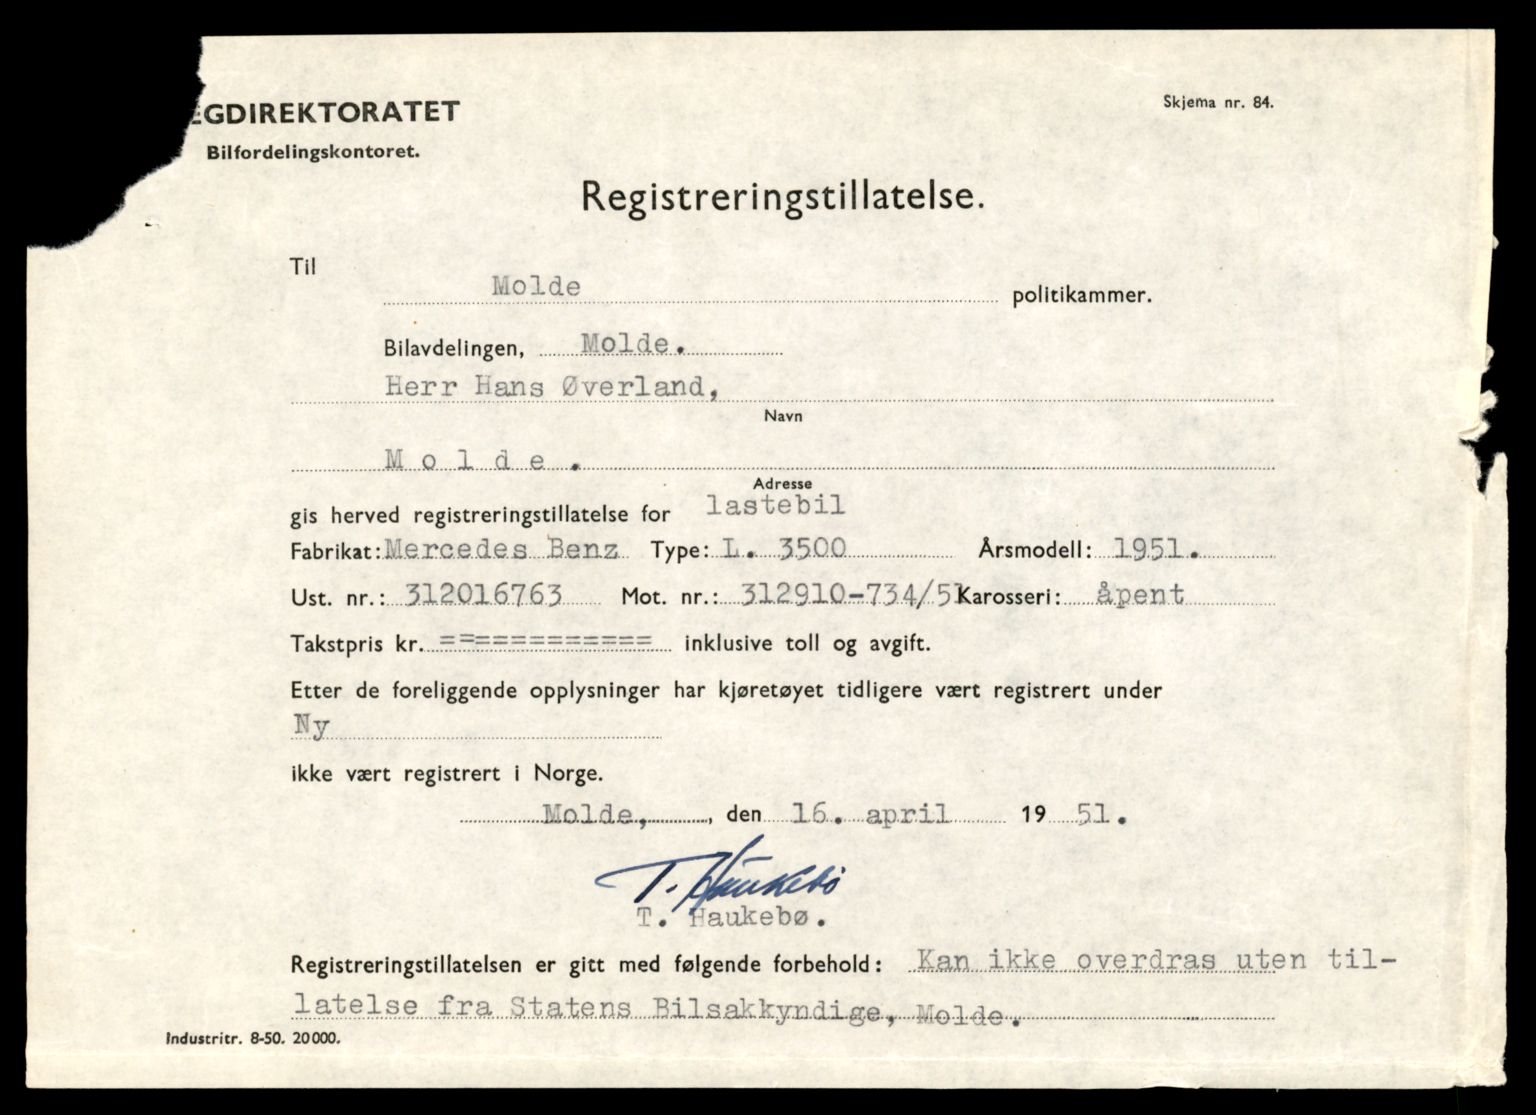 EGDIREKTORATET
Skjema nr. 84.
Bilfordelingskontoret.
Registreringstillatelse.
Til
Molde politikammer.
Bilavdelingen, Molde.
Herr Hans Øverland,
Navn
Molde.
Adresse
gis herved registreringstillatelse for lastebil
Fabrikat: Mercedes Benz Type: L. 3500 Årsmodell: 1951.
Ust. nr.: 312016763 Mot. nr.: 312910-734/51 Karosseri: åpent
Takstpris kr. ============ inklusive toll og avgift.
Etter de foreliggende opplysninger har kjøretøyet tidligere vært registrert under
Ny
ikke vært registrert i Norge.
Molde, , den 16. april 19 51.
T. Haukebø
T. Haukebø.
Registreringstillatelsen er gitt med følgende forbehold: Kan ikke overdras uten til-
latelse fra Statens Bilsakkyndige, Molde.
Industritr. 8-50. 20000.